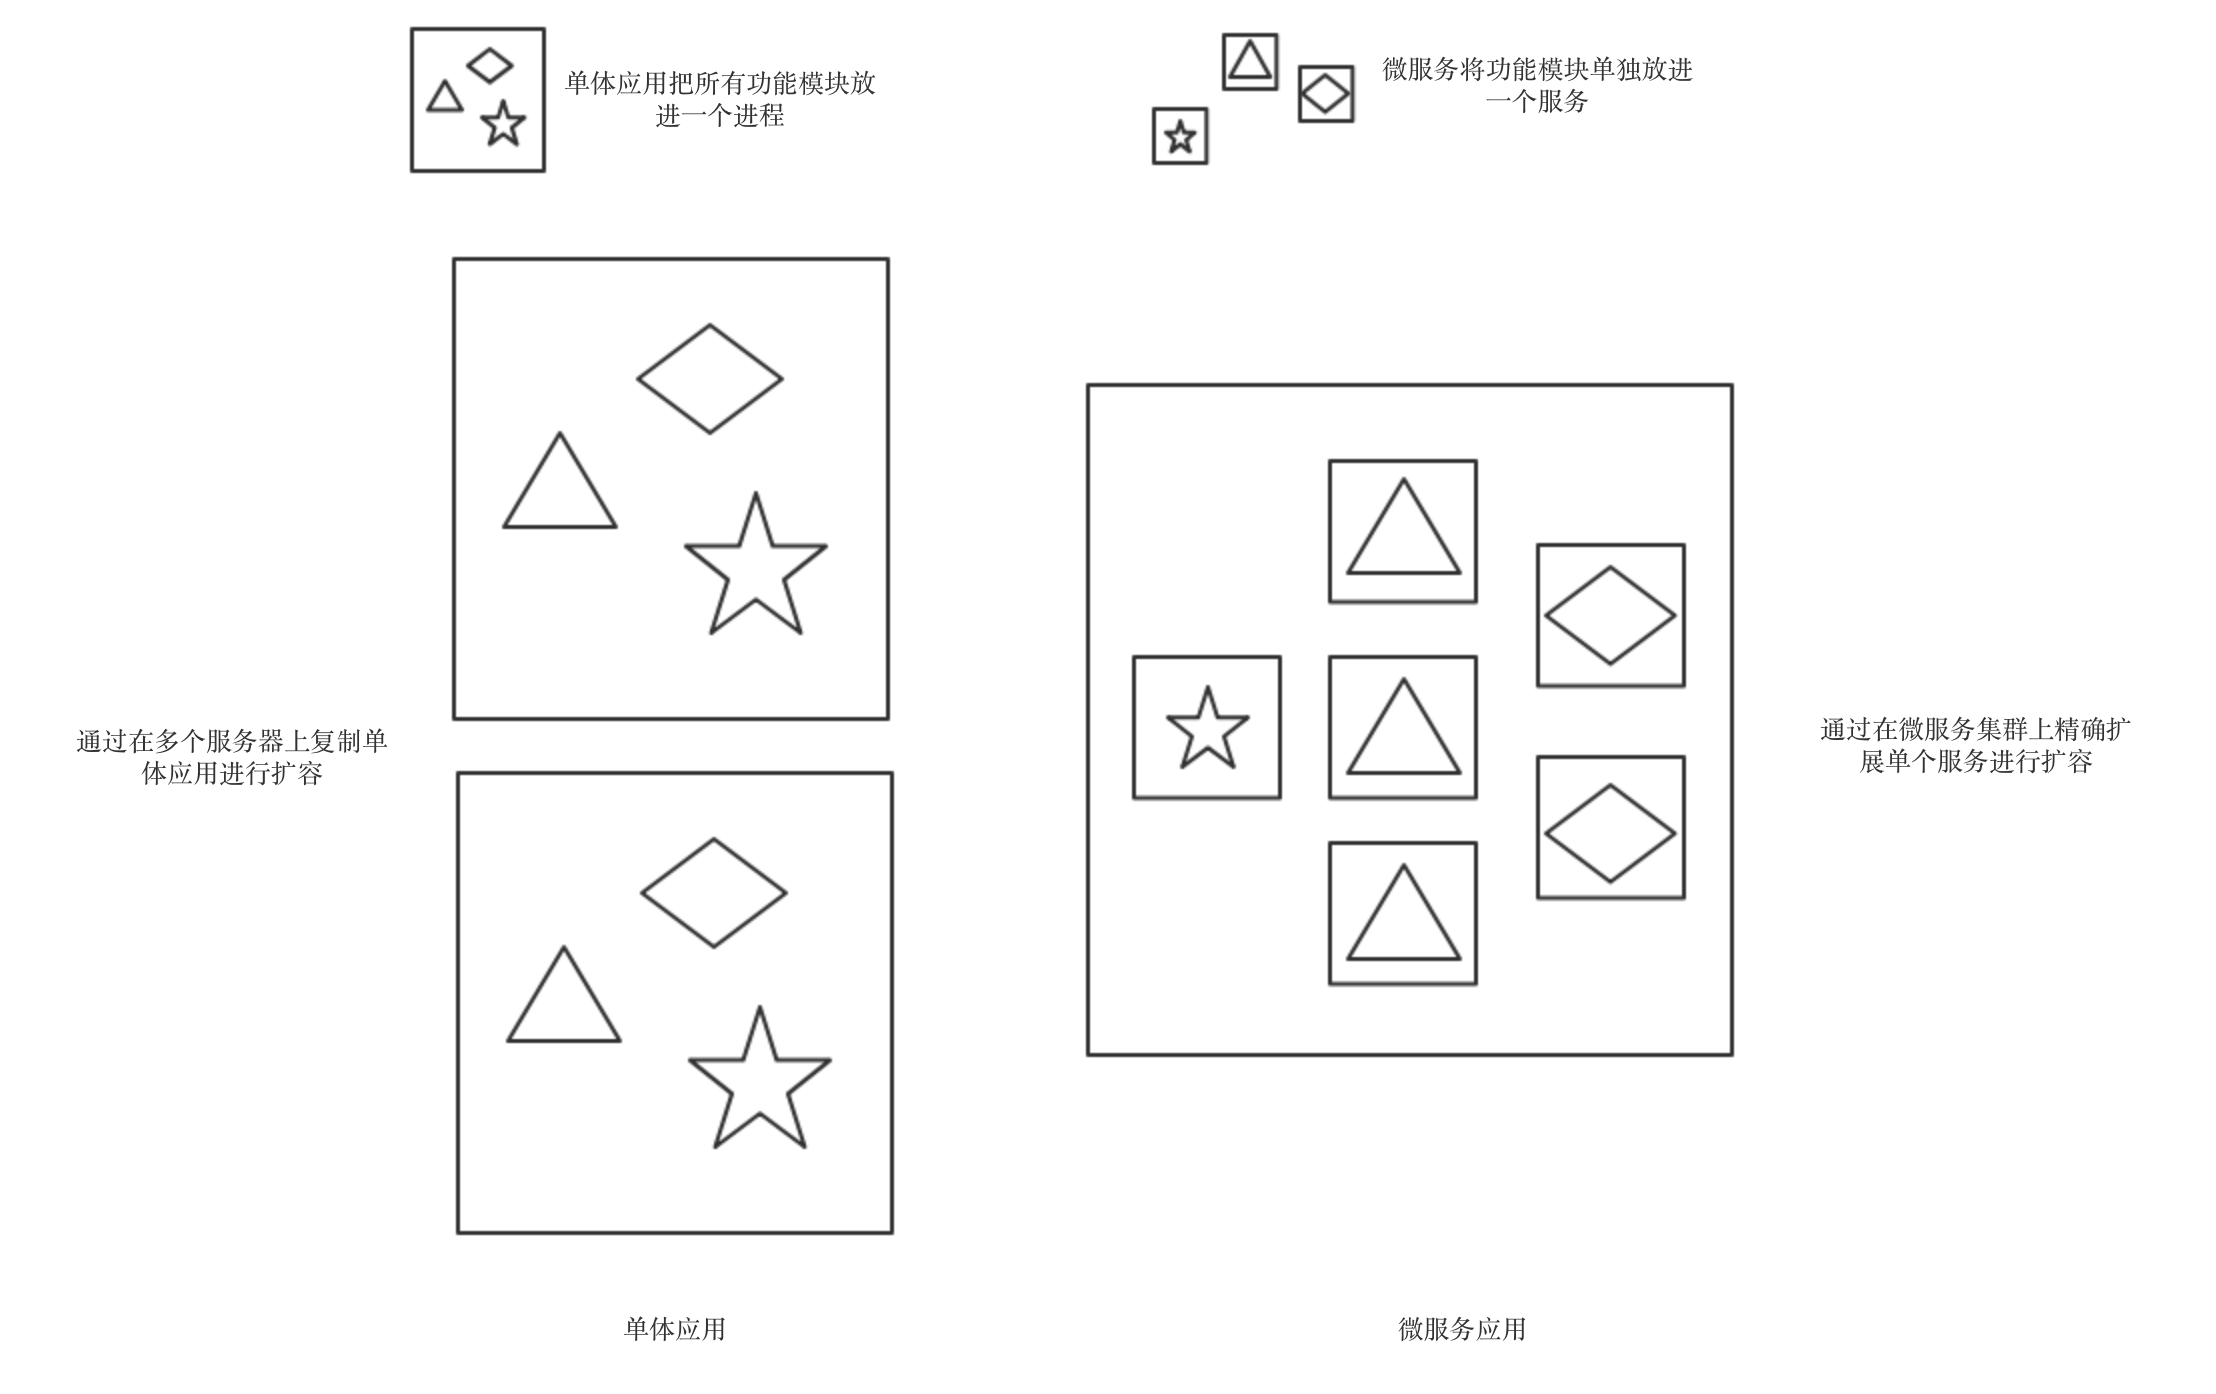 单体应用把所有功能模块放
进一个进程
微服务将功能模块单独放进
一个服务
通过在多个服务器上复制单
体应用进行扩容
通过在微服务集群上精确扩
展单个服务进行扩容
单体应用
微服务应用